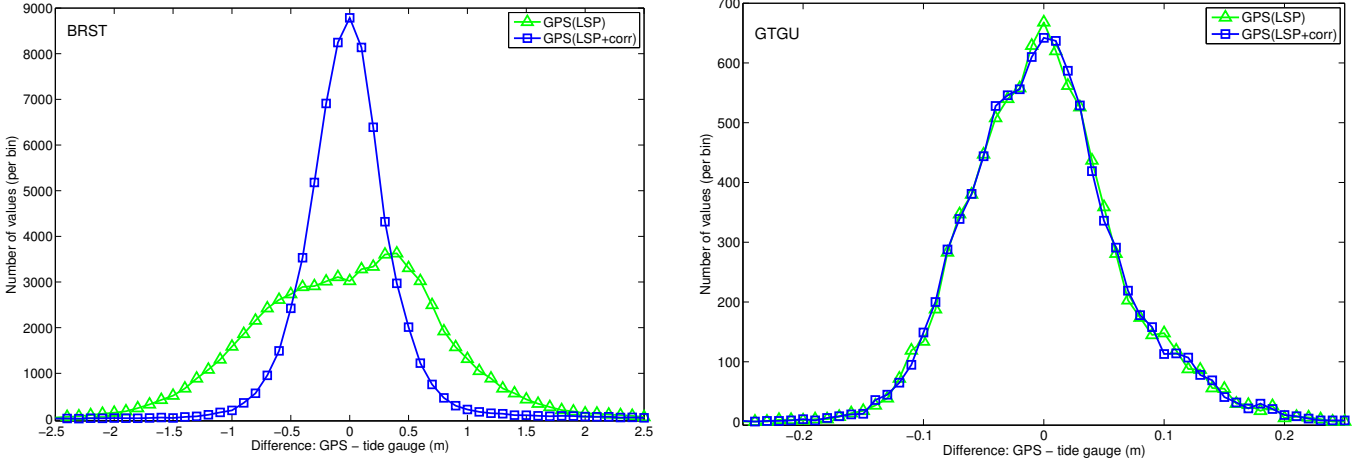 BRST
GPS(LSP)
GPS(LSP+corr)
9000
8000
7000
6000
5000
4000
3000
2000
1000
0
Number of values (per bin)
−2.5 −2 −1.5 −1 −0.5 0 0.5 1 1.5 2 2.5
Difference: GPS − tide gauge (m)
GTGU
GPS(LSP)
GPS(LSP+corr)
700
600
500
400
300
200
100
0
Number of values (per bin)
−0.2 −0.1 0 0.1 0.2
Difference: GPS − tide gauge (m)